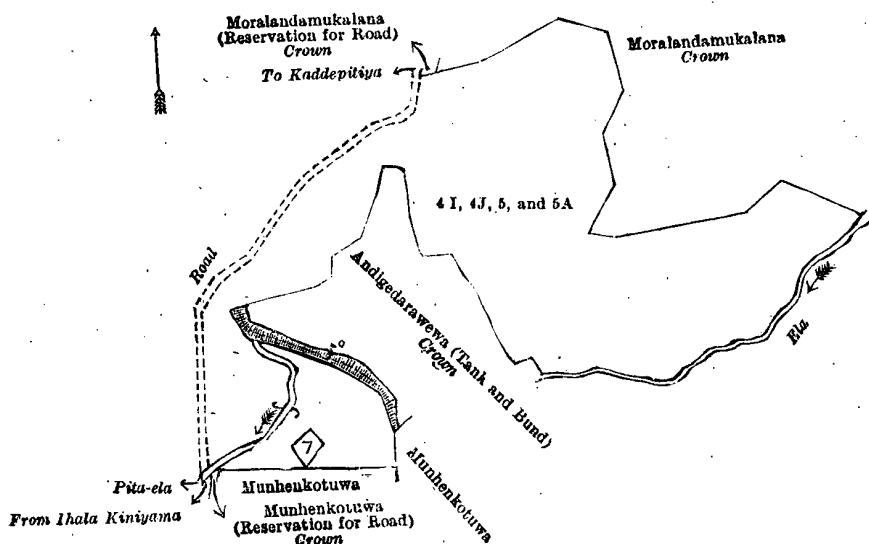 Moralandamukalana
(Reservation for Road)
Crown
Moralandamukalana
Crown
To Kaddepitiya
4 I, 4J, 5, and 5A
Road
Andigedarawewa (Tank and Bund)
Crown
Ela
7
Munhenkotuwa
Pita-ela
Munhenkotuwa
From Ihala Kiniyama
Munhenkotuwa
(Reservation for Road)
Crown